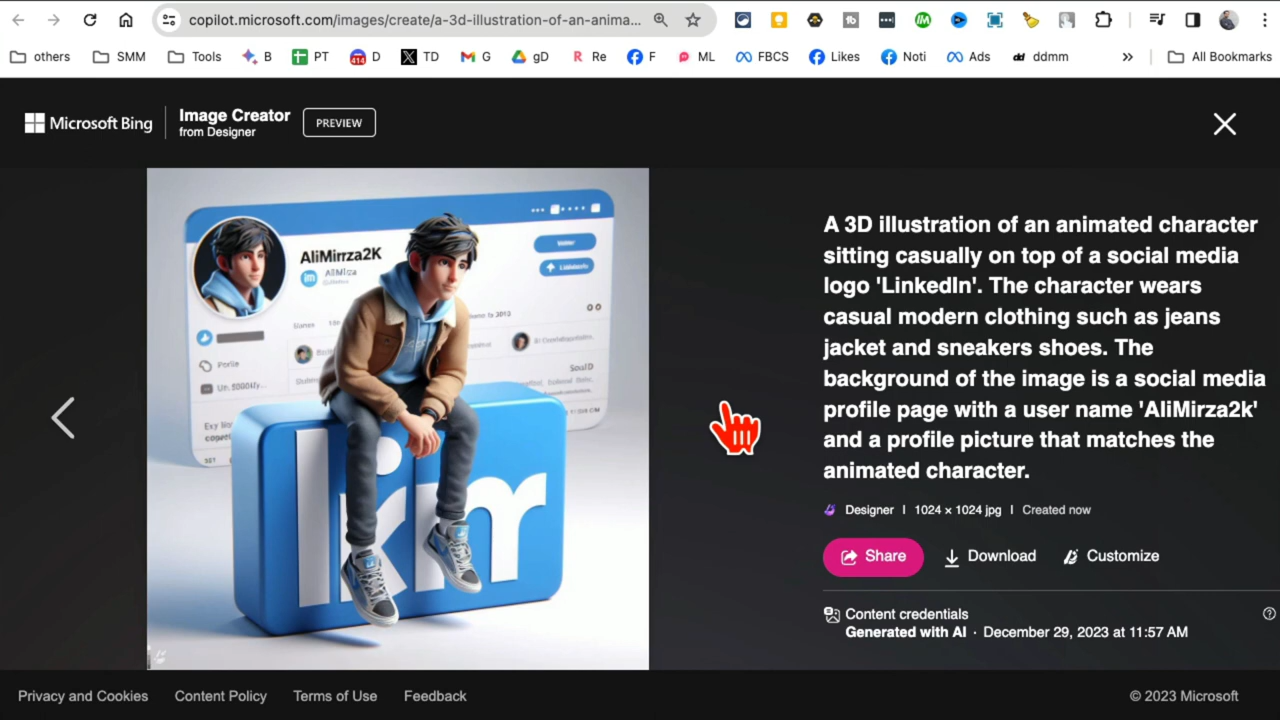 copilot.microsoft.com/images/create/a-3d-illustration-of-an-anima...
others SMM Tools B PT 414 D TD G gD R Re F ML FBCS Likes Noti Ads dd ddmm » All Bookmarks
Microsoft Bing
Image Creator
from Designer
PREVIEW
AliMirrza2K
A 3D illustration of an animated character
sitting casually on top of a social media
logo 'LinkedIn'. The character wears
casual modern clothing such as jeans
jacket and sneakers shoes. The
background of the image is a social media
profile page with a user name 'AliMirza2k'
and a profile picture that matches the
animated character.
Designer | 1024 × 1024 jpg | Created now
Share Download Customize
Content credentials
Generated with AI · December 29, 2023 at 11:57 AM
Privacy and Cookies Content Policy Terms of Use Feedback © 2023 Microsoft